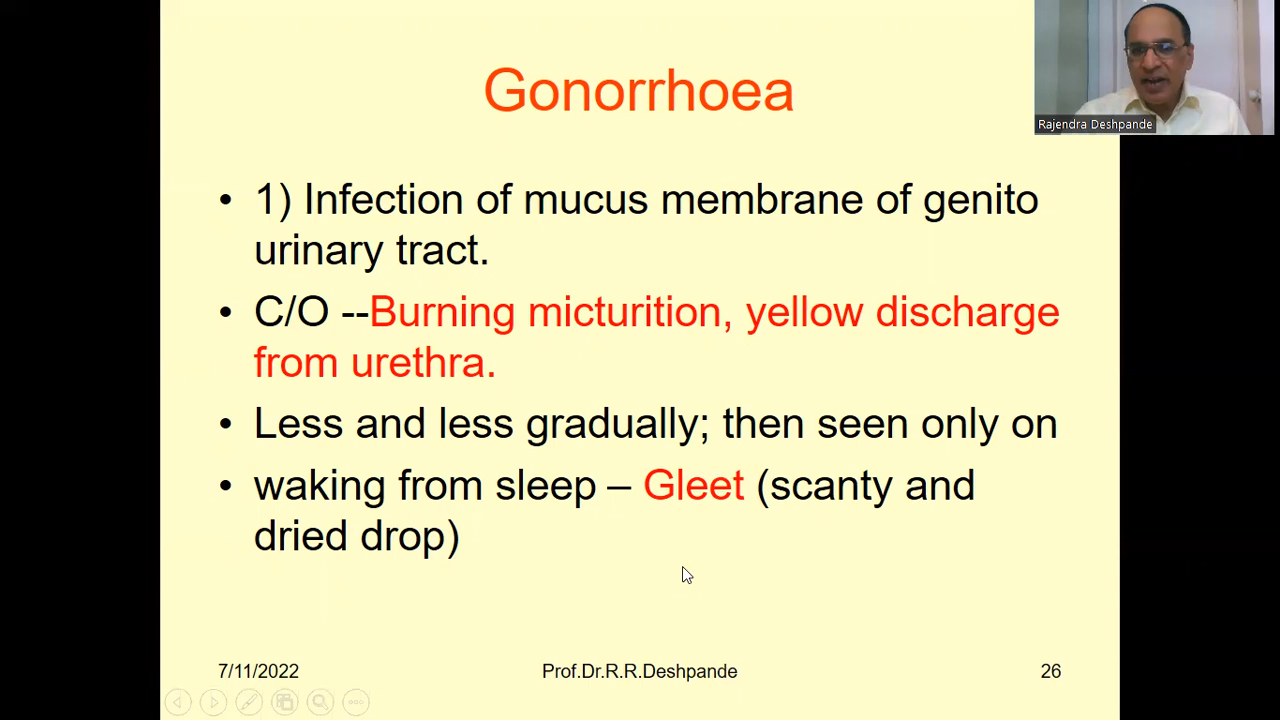 Gonorrhoea
Rajendra Deshpande
• 1) Infection of mucus membrane of genito
urinary tract.
• C/O --Burning micturition, yellow discharge
from urethra.
• Less and less gradually; then seen only on
• waking from sleep – Gleet (scanty and
dried drop)
7/11/2022
Prof.Dr.R.R.Deshpande
26